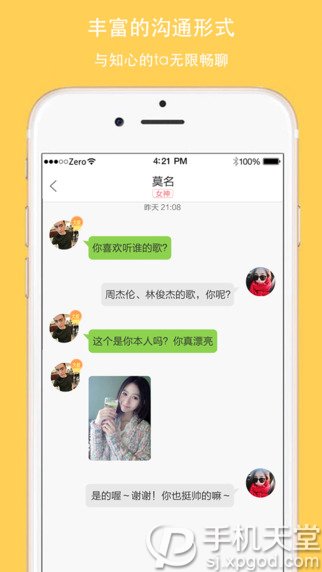 丰富的沟通形式
与知心的ta无限畅聊
Zero
4:21 PM
100%
莫名
女神
昨天 21:08
你喜欢听谁的歌?
周杰伦、林俊杰的歌，你呢?
这个是你本人吗? 你真漂亮
是的喔～谢谢! 你也挺帅的嘛～
手机天堂
sj.xpgod.com